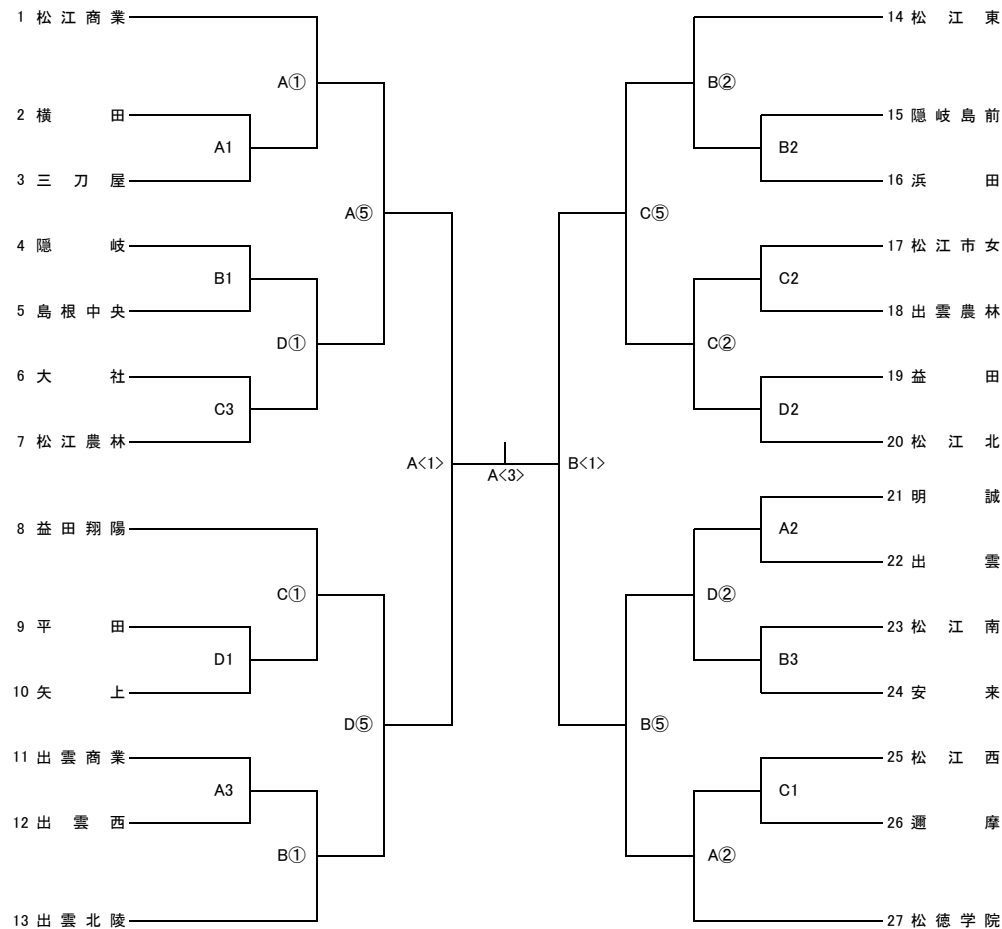 1 松江商業
A①
2 横田
A1
3 三刀屋
A⑤
4 隠岐
B1
5 島根中央
D①
6 大社
C3
7 松江農林
A<1>
8 益田翔陽
C①
9 平田
D1
10 矢上
D⑤
11 出雲商業
A3
12 出雲西
B①
13 出雲北陵
A<3>
14 松江東
B②
15 隠岐島前
B2
16 浜田
C⑤
17 松江市女
C2
18 出雲農林
C②
19 益田
D2
20 松江北
B<1>
21 明誠
A2
22 出雲
D②
23 松江南
B3
24 安来
B⑤
25 松江西
C1
26 邇摩
A②
27 松徳学院